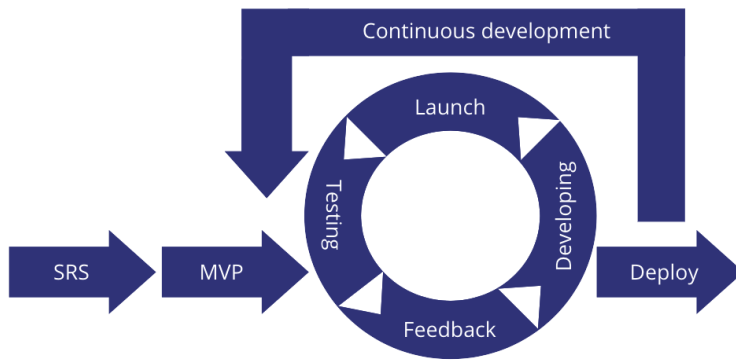 Continuous development
Launch
Testing
Developing
SRS
MVP
Deploy
Feedback